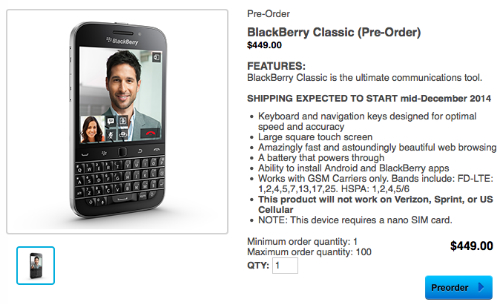 BlackBerry
Pre-Order
BlackBerry Classic (Pre-Order)
$449.00
FEATURES:
BlackBerry Classic is the ultimate communications tool.
SHIPPING EXPECTED TO START mid-December 2014
• Keyboard and navigation keys designed for optimal
speed and accuracy
• Large square touch screen
• Amazingly fast and astoundingly beautiful web browsing
• A battery that powers through
• Ability to install Android and BlackBerry apps
• Works with GSM Carriers only. Bands include: FD-LTE:
1,2,4,5,7,13,17,25. HSPA: 1,2,4,5/6
• This product will not work on Verizon, Sprint, or US
Cellular
• NOTE: This device requires a nano SIM card.
Minimum order quantity: 1
Maximum order quantity: 100
$449.00
QTY: 1
Preorder